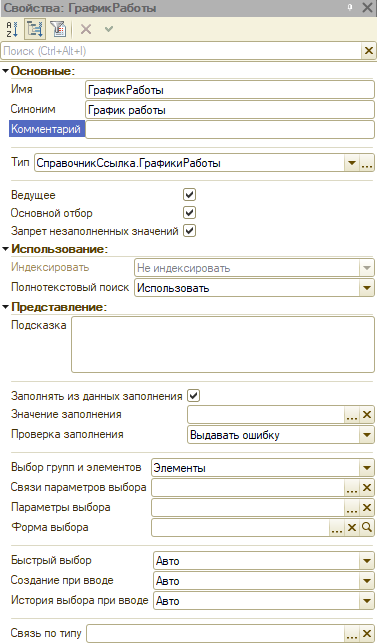 Свойства: ГрафикРаботы
Поиск (Ctrl+Alt+I)
Основные:
Имя ГрафикРаботы
Синоним График работы
Комментарий
Тип СправочникСсылка.ГрафикиРаботы
Ведущее
Основной отбор
Запрет незаполненных значений
Использование:
Индексировать Не индексировать
Полнотекстовый поиск Использовать
Представление:
Подсказка
Заполнять из данных заполнения
Значение заполнения
Проверка заполнения Выдавать ошибку
Выбор групп и элементов Элементы
Связи параметров выбора
Параметры выбора
Форма выбора
Быстрый выбор Авто
Создание при вводе Авто
История выбора при вводе Авто
Связь по типу